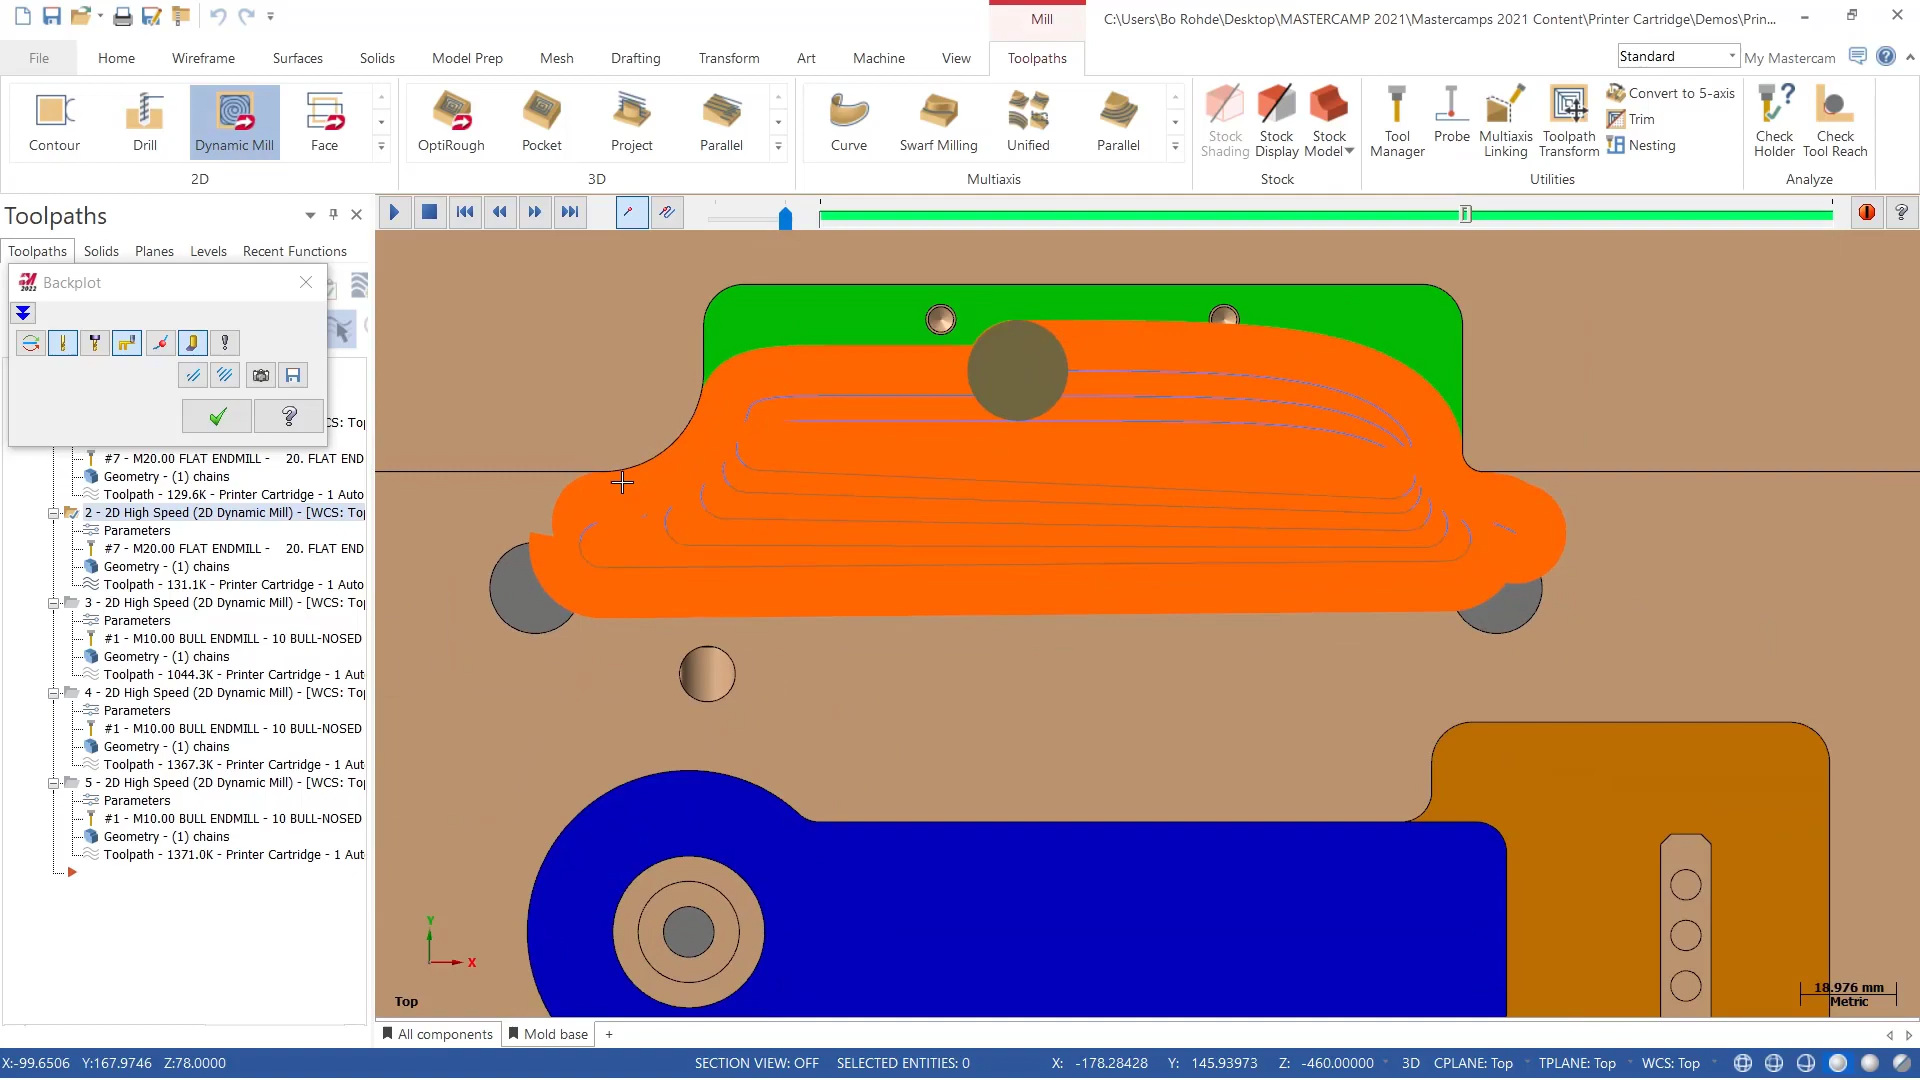 Mill
C:\Users\Bo Rohde\Desktop\MASTERCAMP 2021\Mastercamps 2021 Content\Printer Cartridge\Demos\Prin...
File
Home
Wireframe
Surfaces
Solids
Model Prep
Mesh
Drafting
Transform
Art
Machine
View
Toolpaths
Standard
My Mastercam
Contour
Drill
Dynamic Mill
Face
OptiRough
Pocket
Project
Parallel
Curve
Swarf Milling
Unified
Parallel
Stock Shading
Stock Display
Stock Model
Tool Manager
Probe
Multiaxis Linking
Toolpath Transform
Convert to 5-axis
Trim
Nesting
Check Holder
Check Tool Reach
2D
3D
Multiaxis
Stock
Utilities
Analyze
Toolpaths
Toolpaths
Solids
Planes
Levels
Recent Functions
2022
Backplot
CS: Top
#7 - M20.00 FLAT ENDMILL - 20. FLAT END
Geometry - (1) chains
Toolpath - 129.6K - Printer Cartridge - 1 Auto
2 - 2D High Speed (2D Dynamic Mill) - [WCS: Top
Parameters
#7 - M20.00 FLAT ENDMILL - 20. FLAT END
Geometry - (1) chains
Toolpath - 131.1K - Printer Cartridge - 1 Auto
3 - 2D High Speed (2D Dynamic Mill) - [WCS: Top
Parameters
#1 - M10.00 BULL ENDMILL - 10 BULL-NOSED
Geometry - (1) chains
Toolpath - 1044.3K - Printer Cartridge - 1 Aut
4 - 2D High Speed (2D Dynamic Mill) - [WCS: Top
Parameters
#1 - M10.00 BULL ENDMILL - 10 BULL-NOSED
Geometry - (1) chains
Toolpath - 1367.3K - Printer Cartridge - 1 Aut
5 - 2D High Speed (2D Dynamic Mill) - [WCS: Top
Parameters
#1 - M10.00 BULL ENDMILL - 10 BULL-NOSED
Geometry - (1) chains
Toolpath - 1371.0K - Printer Cartridge - 1 Aut
Y
X
Top
18.976 mm
Metric
All components
Mold base
+
X:-99.6506 Y:167.9746 Z:78.0000
SECTION VIEW: OFF
SELECTED ENTITIES: 0
X: -178.28428 Y: 145.93973 Z: -460.00000
3D
CPLANE: Top
TPLANE: Top
WCS: Top